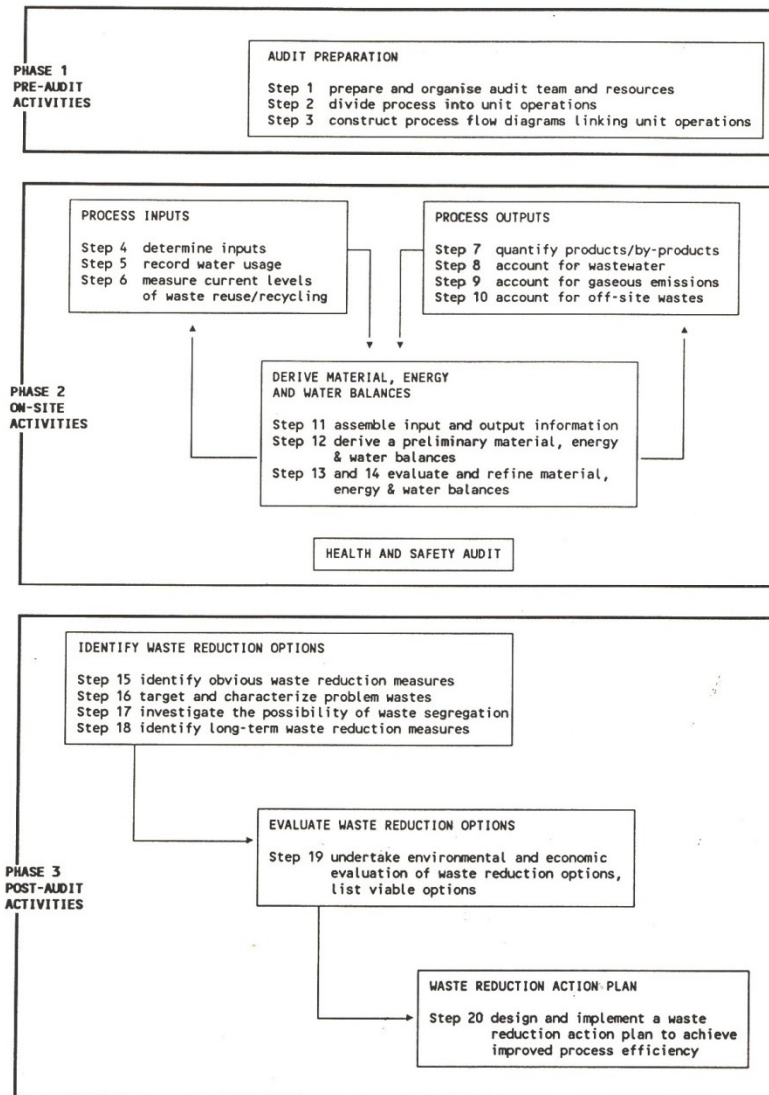 PHASE 1
PRE-AUDIT
ACTIVITIES
AUDIT PREPARATION
Step 1 prepare and organise audit team and resources
Step 2 divide process into unit operations
Step 3 construct process flow diagrams linking unit operations
PHASE 2
ON-SITE
ACTIVITIES
PROCESS INPUTS
Step 4 determine inputs
Step 5 record water usage
Step 6 measure current levels
of waste reuse/recycling
PROCESS OUTPUTS
Step 7 quantify products/by-products
Step 8 account for wastewater
Step 9 account for gaseous emissions
Step 10 account for off-site wastes
DERIVE MATERIAL, ENERGY
AND WATER BALANCES
Step 11 assemble input and output information
Step 12 derive a preliminary material, energy
& water balances
Step 13 and 14 evaluate and refine material,
energy & water balances
HEALTH AND SAFETY AUDIT
PHASE 3
POST-AUDIT
ACTIVITIES
IDENTIFY WASTE REDUCTION OPTIONS
Step 15 identify obvious waste reduction measures
Step 16 target and characterize problem wastes
Step 17 investigate the possibility of waste segregation
Step 18 identify long-term waste reduction measures
EVALUATE WASTE REDUCTION OPTIONS
Step 19 undertake environmental and economic
evaluation of waste reduction options,
list viable options
WASTE REDUCTION ACTION PLAN
Step 20 design and implement a waste
reduction action plan to achieve
improved process efficiency